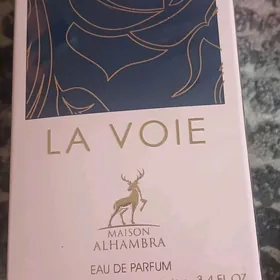 LA VOIE
MAISON
ALHAMBRA
EAU DE PARFUM
3.4 FL.OZ